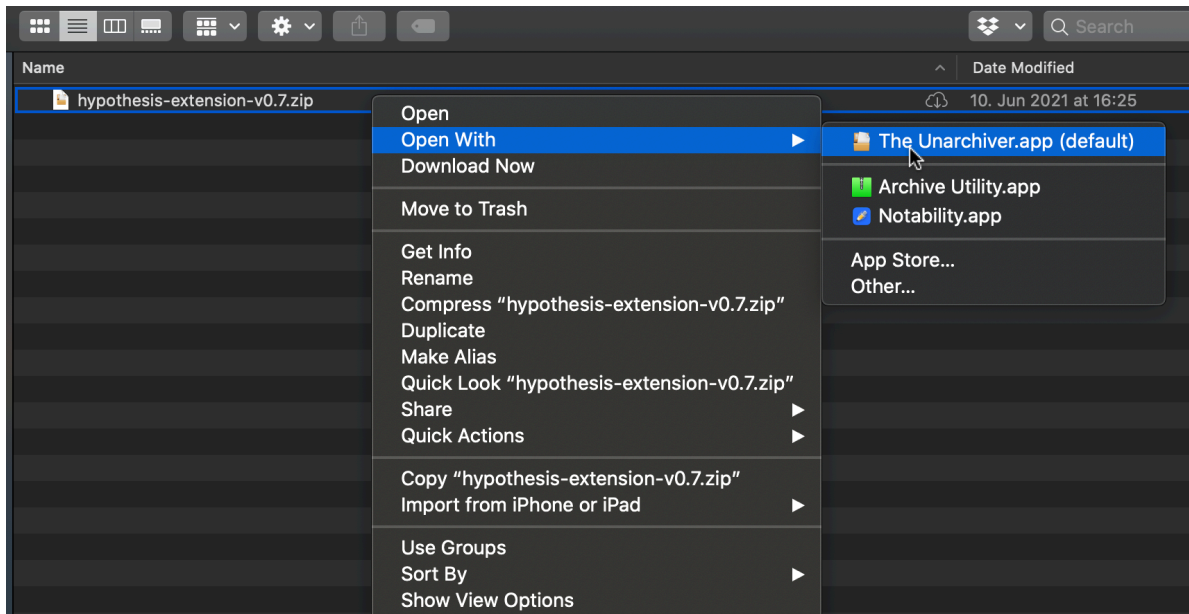 Search
Name
Date Modified
hypothesis-extension-v0.7.zip
10. Jun 2021 at 16:25
Open
Open With
Download Now
Move to Trash
Get Info
Rename
Compress “hypothesis-extension-v0.7.zip”
Duplicate
Make Alias
Quick Look “hypothesis-extension-v0.7.zip”
Share
Quick Actions
Copy “hypothesis-extension-v0.7.zip”
Import from iPhone or iPad
Use Groups
Sort By
Show View Options
The Unarchiver.app (default)
Archive Utility.app
Notability.app
App Store...
Other...